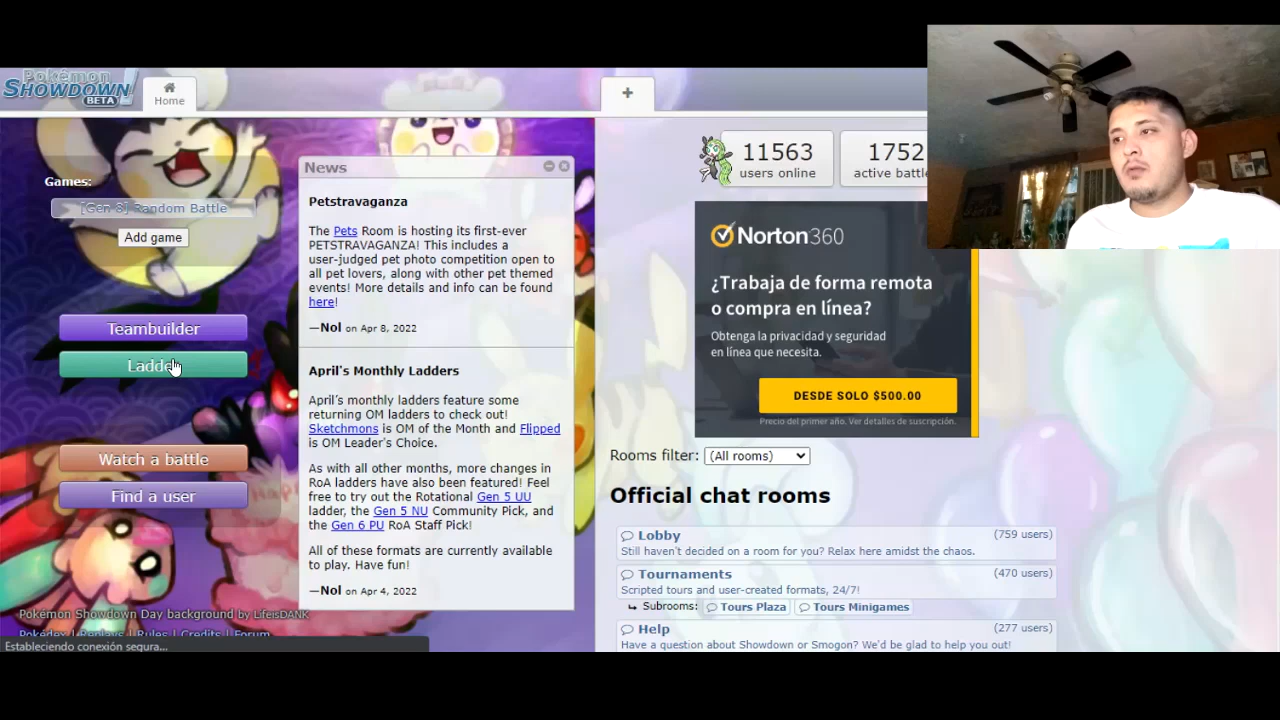 Pokémon
SHOWDOWN!
BETA
Home
+
Games:
[Gen 8] Random Battle
Add game
Teambuilder
Ladder
Watch a battle
Find a user
News
Petstravaganza
The Pets Room is hosting its first-ever
PETSTRAVAGANZA! This includes a
user-judged pet photo competition open to
all pet lovers, along with other pet themed
events! More details and info can be found
here!
—Nol on Apr 8, 2022
April's Monthly Ladders
April's monthly ladders feature some
returning OM ladders to check out!
Sketchmons is OM of the Month and Flipped
is OM Leader's Choice.
As with all other months, more changes in
RoA ladders have also been featured! Feel
free to try out the Rotational Gen 5 UU
ladder, the Gen 5 NU Community Pick, and
the Gen 6 PU RoA Staff Pick!
All of these formats are currently available
to play. Have fun!
—Nol on Apr 4, 2022
Pokémon Showdown Day background by LifeisDANK
Pokédex | Replays | Rules | Credits | Forum
Estableciendo conexión segura...
11563
users online
1752
active battle
Norton360
¿Trabaja de forma remota
o compra en línea?
Obtenga la privacidad y seguridad
en línea que necesita.
DESDE SOLO $500.00
Precio del primer año. Ver detalles de suscripción.
Rooms filter: (All rooms)
Official chat rooms
Lobby (759 users)
Still haven't decided on a room for you? Relax here amidst the chaos.
Tournaments (470 users)
Scripted tours and user-created formats, 24/7!
Subrooms: Tours Plaza Tours Minigames
Help (277 users)
Have a question about Showdown or Smogon? We'd be glad to help you out!